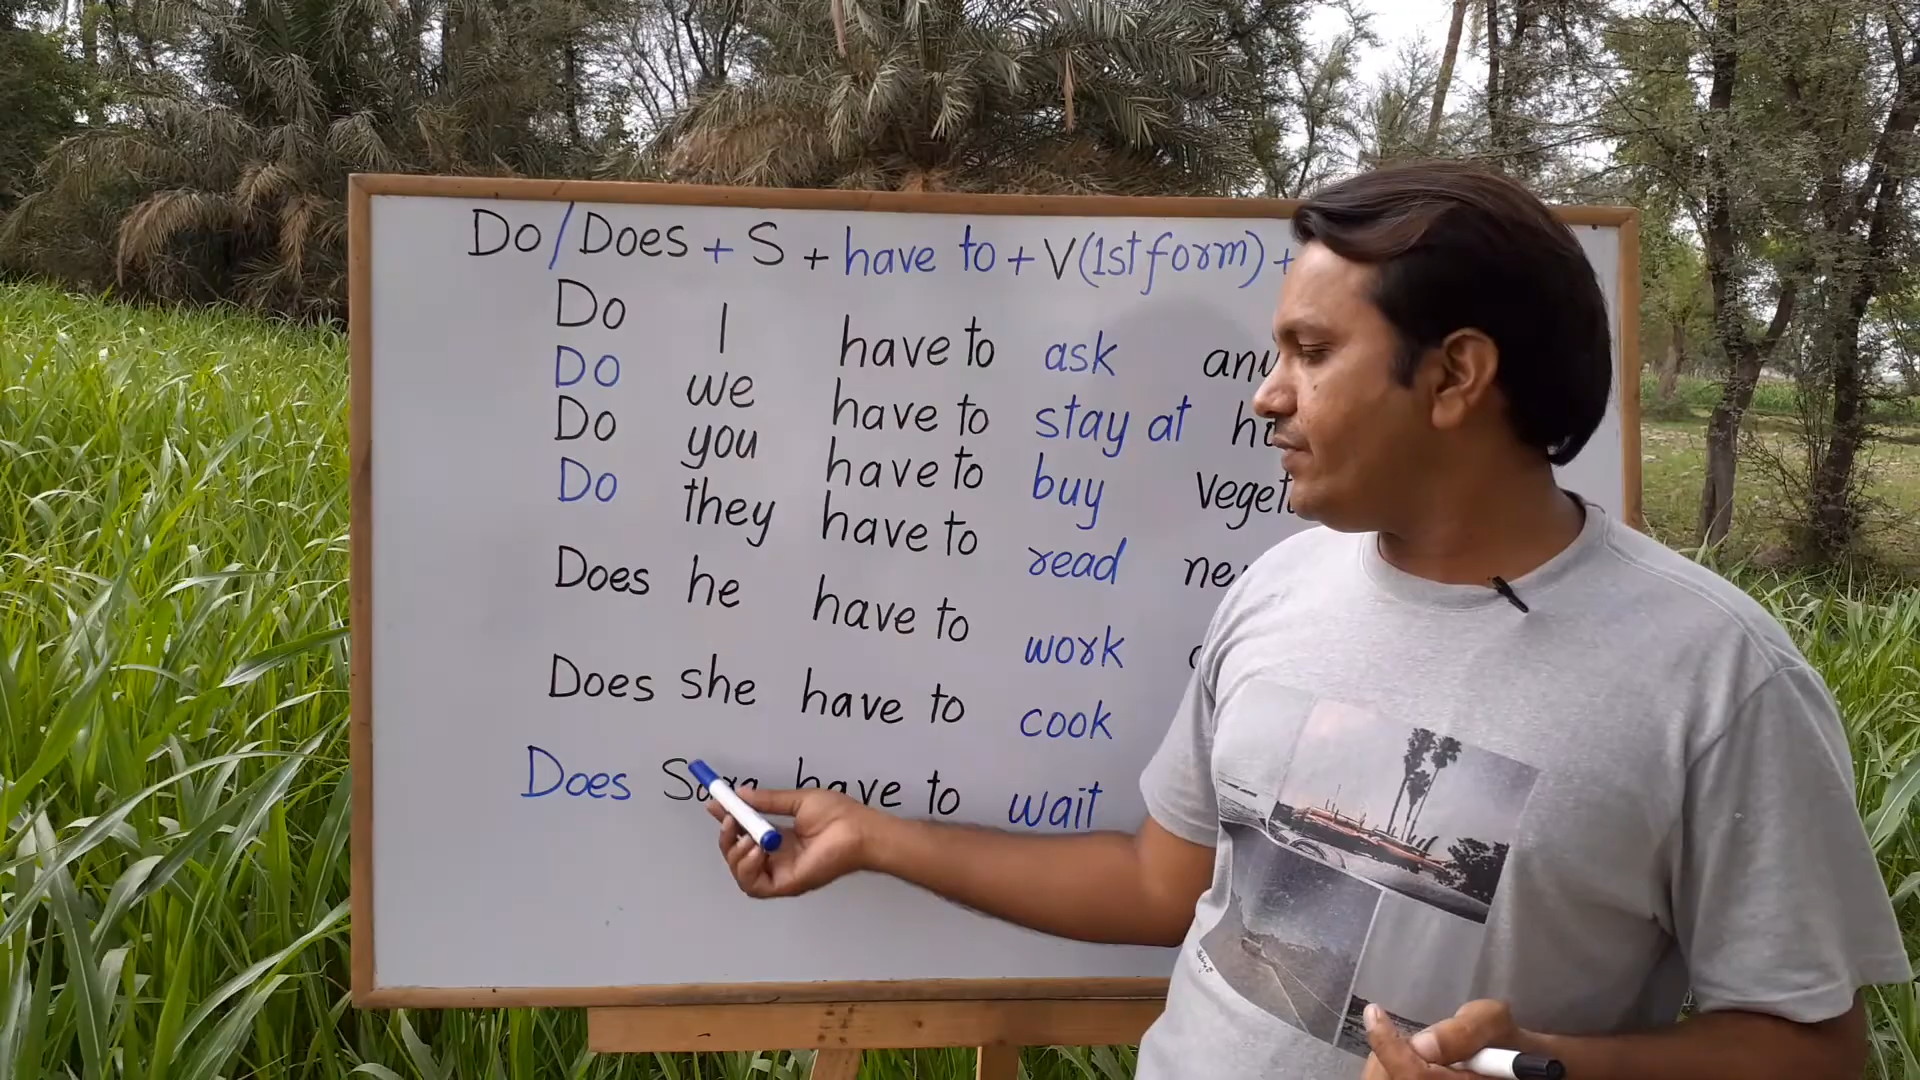 Do/Does + S + have to + V(1st form) +
Do I have to ask
Do we have to stay at
Do you have to buy
Do they have to read
Does he have to work
Does she have to cook
Does have to wait